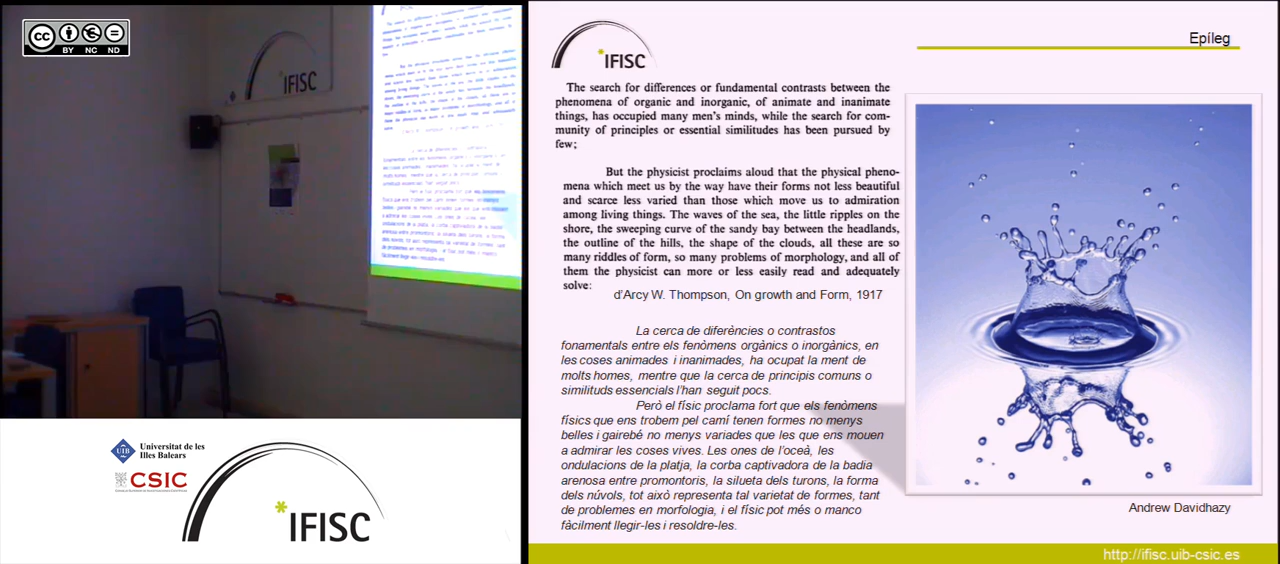 cc
BY NC ND
IFISC
Universitat de les
Illes Balears
UIB
CSIC
IFISC
IFISC
Epíleg
The search for differences or fundamental contrasts between the
phenomena of organic and inorganic, of animate and inanimate
things, has occupied many men's minds, while the search for com-
munity of principles or essential similitudes has been pursued by
few;
But the physicist proclaims aloud that the physical pheno-
mena which meet us by the way have their forms not less beautiful
and scarce less varied than those which move us to admiration
among living things. The waves of the sea, the little ripples on the
shore, the sweeping curve of the sandy bay between the headlands,
the outline of the hills, the shape of the clouds, all these are so
many riddles of form, so many problems of morphology, and all of
them the physicist can more or less easily read and adequately
solve:
d'Arcy W. Thompson, On growth and Form, 1917
La cerca de diferències o contrastos
fonamentals entre els fenòmens orgànics o inorgànics, en
les coses animades i inanimades, ha ocupat la ment de
molts homes, mentre que la cerca de principis comuns o
similituds essencials l'han seguit pocs.
Però el físic proclama fort que els fenòmens
físics que ens trobem pel camí tenen formes no menys
belles i gairebé no menys variades que les que ens mouen
a admirar les coses vives. Les ones de l'oceà, les
ondulacions de la platja, la corba captivadora de la badia
arenosa entre promontoris, la silueta dels turons, la forma
dels núvols, tot això representa tal varietat de formes, tant
de problemes en morfologia, i el físic pot més o manco
fàcilment llegir-les i resoldre-les.
Andrew Davidhazy
http://ifisc.uib-csic.es